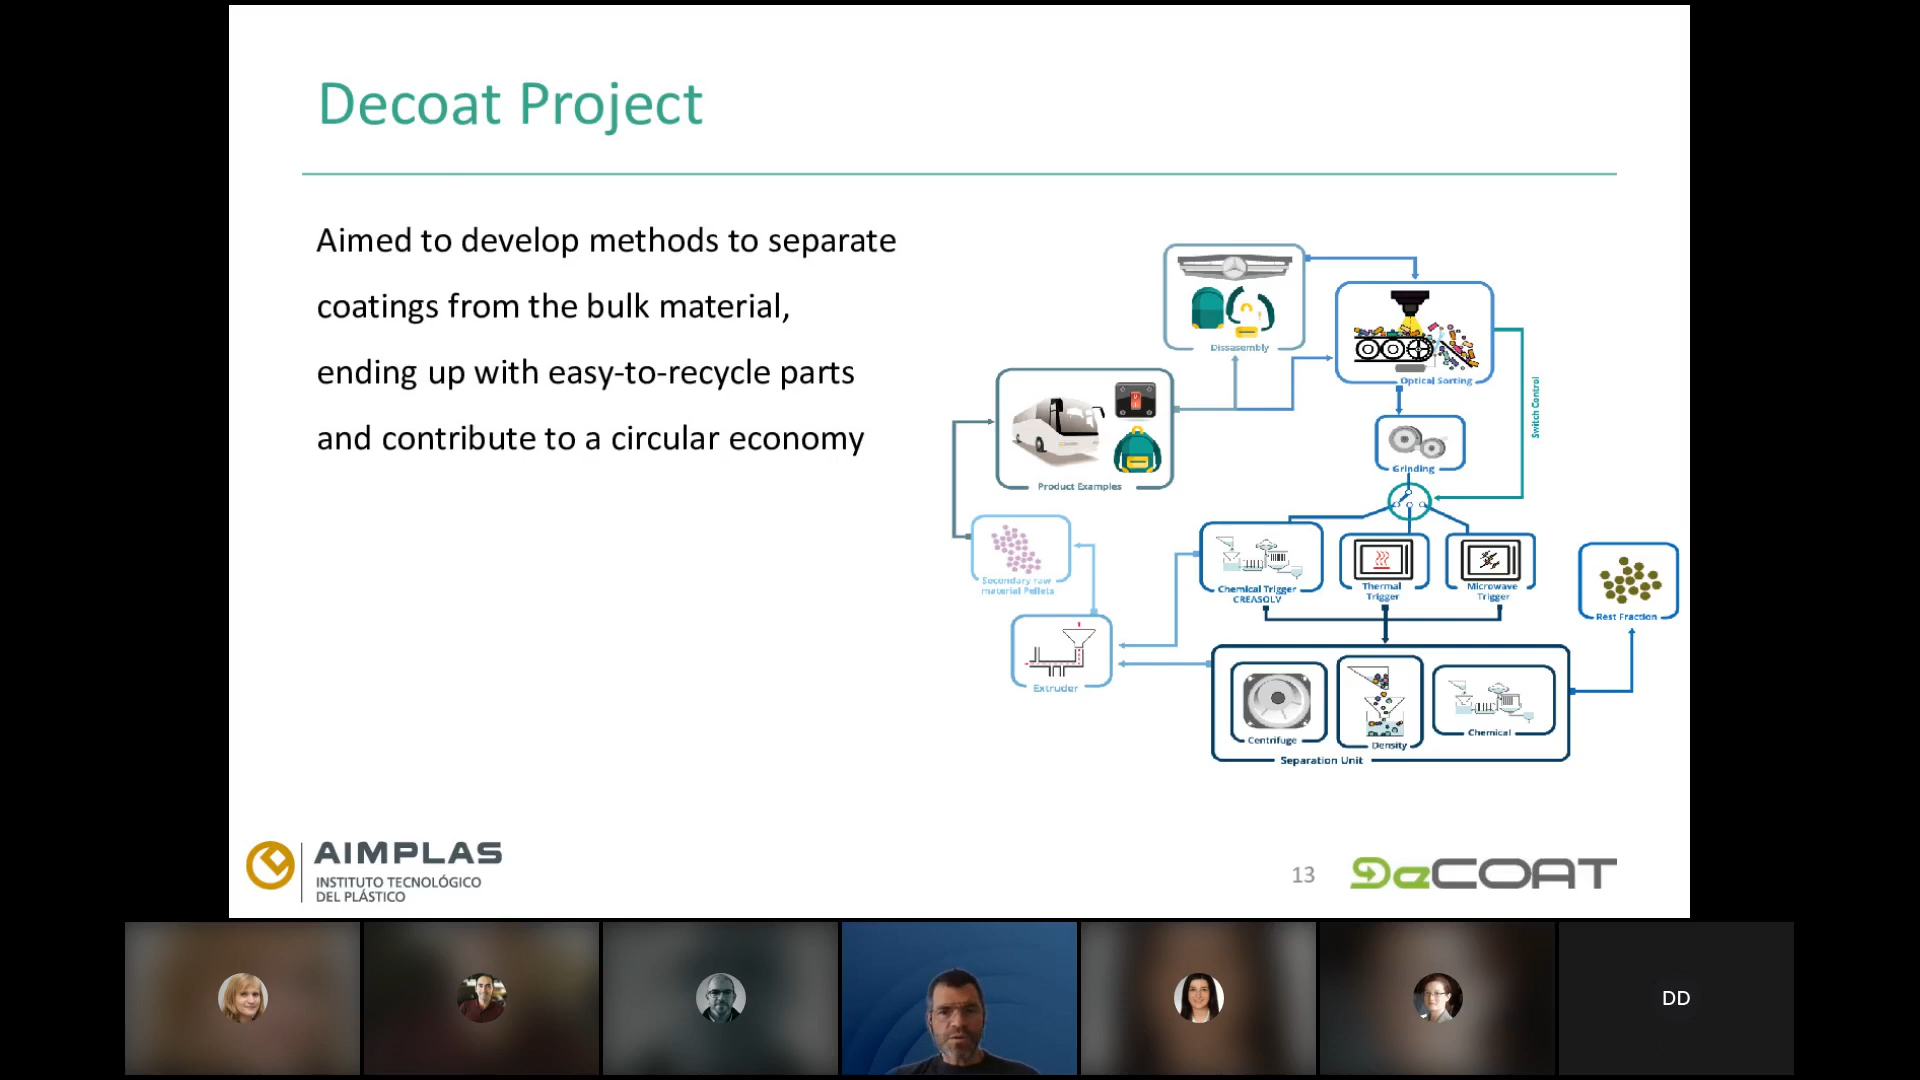 Decoat Project
Aimed to develop methods to separate
coatings from the bulk material,
ending up with easy-to-recycle parts
and contribute to a circular economy
Dissasembly
Optical Sorting
Switch Control
Product Examples
Grinding
Secondary raw
material Pellets
Chemical Trigger
CREASOLV
Thermal
Trigger
Microwave
Trigger
Rest Fraction
Extruder
Centrifuge
Density
Chemical
Separation Unit
AIMPLAS
INSTITUTO TECNOLÓGICO
DEL PLÁSTICO
13
DeCOAT
DD